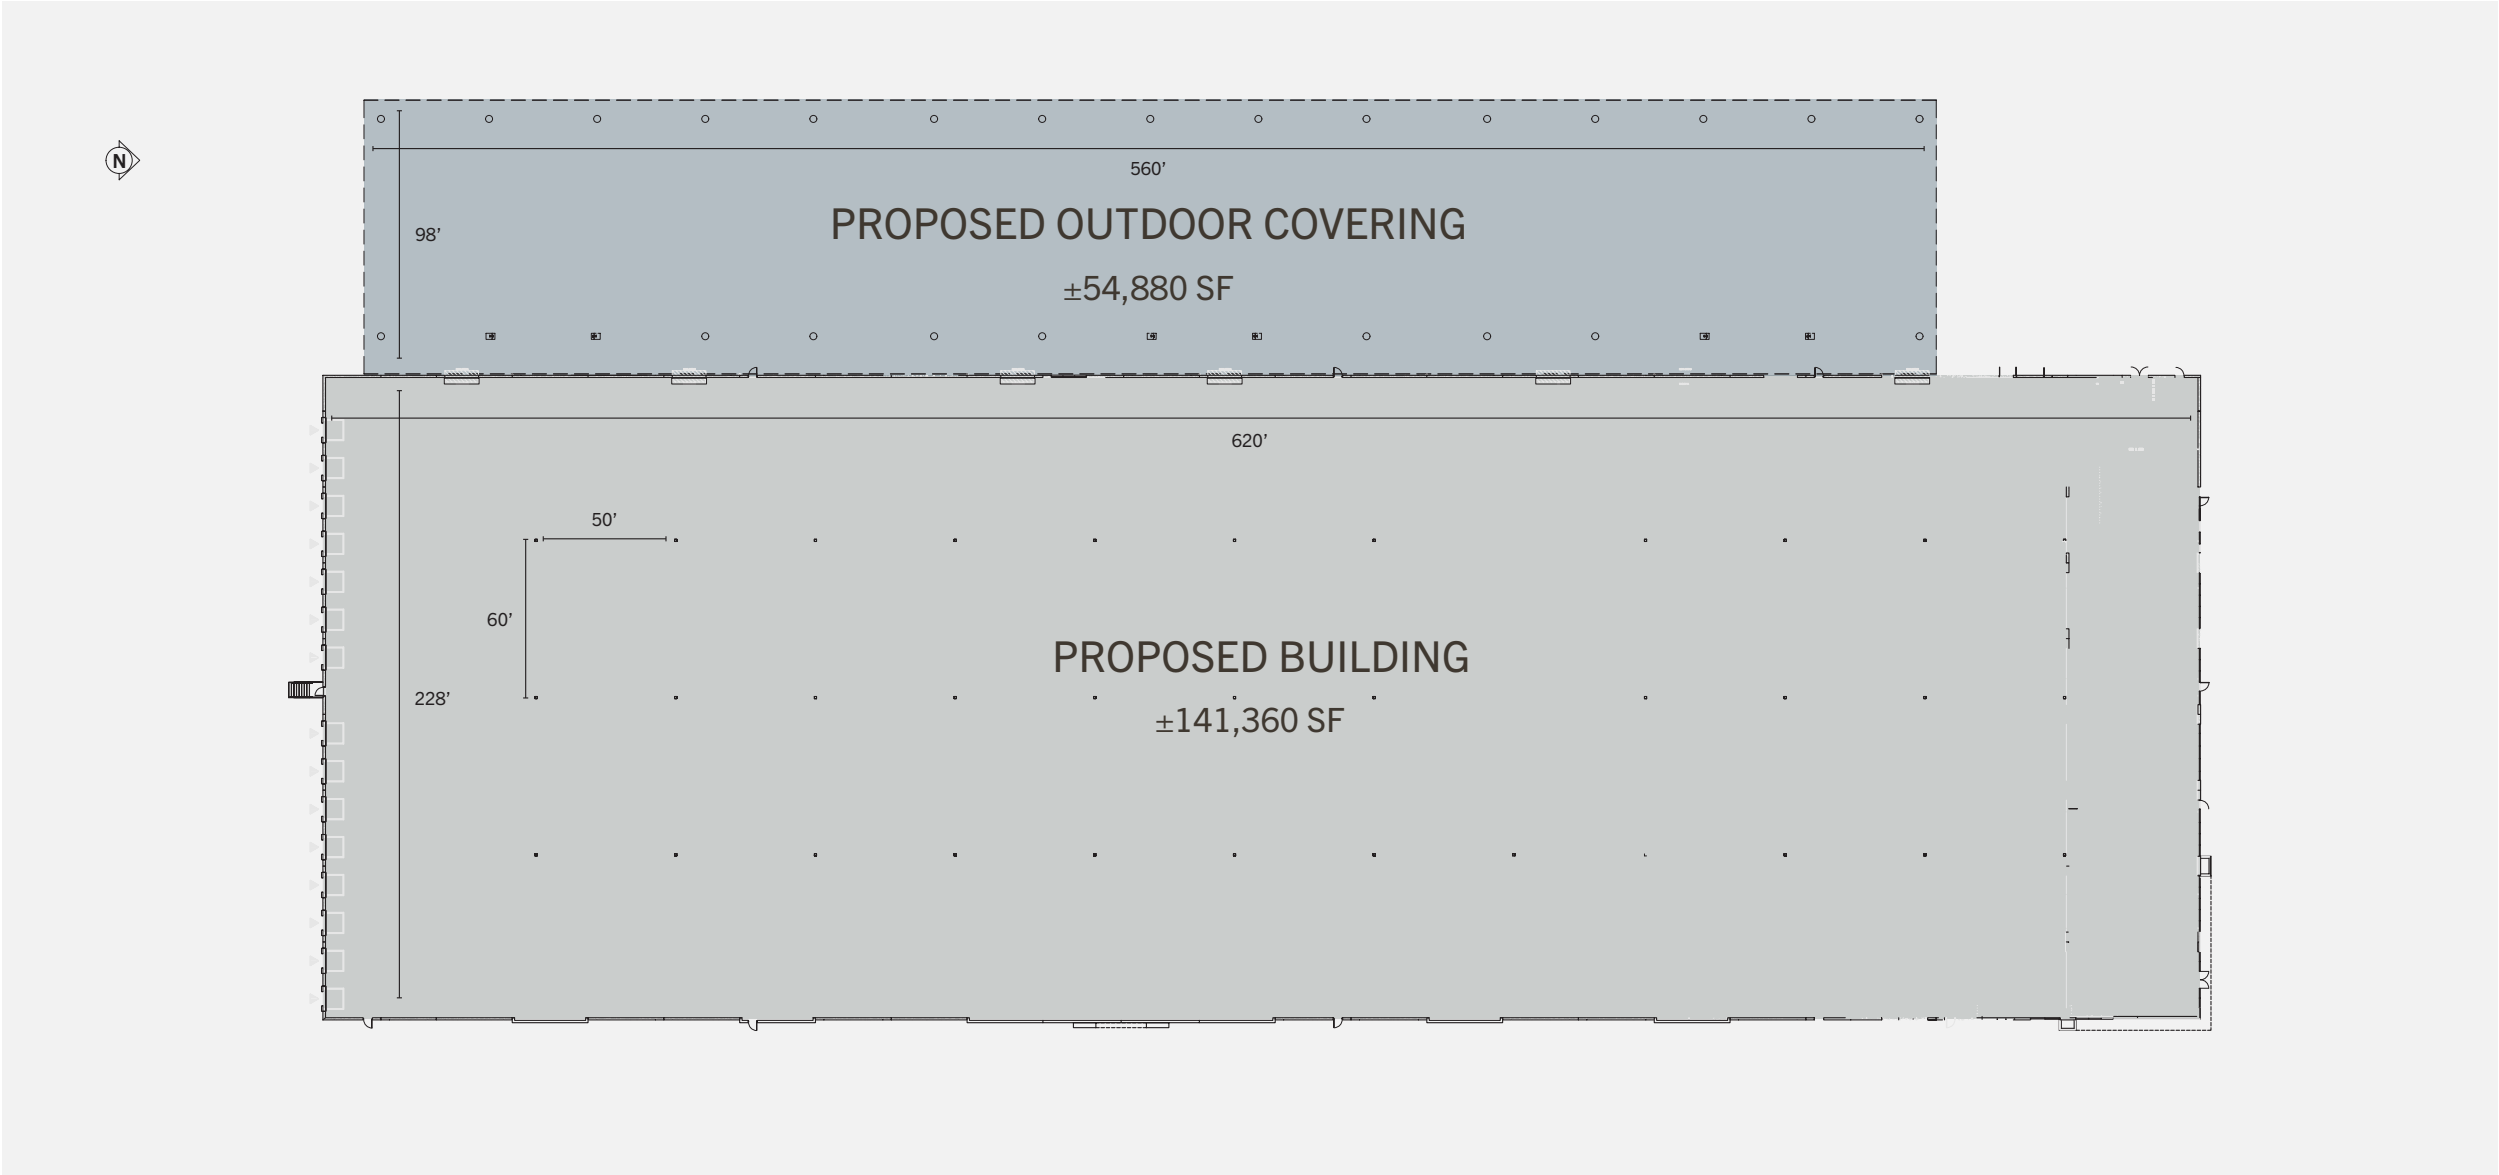 N
560’
PROPOSED OUTDOOR COVERING
98’
±54,880 SF
620’
50’
60’
PROPOSED BUILDING
228’
±141,360 SF